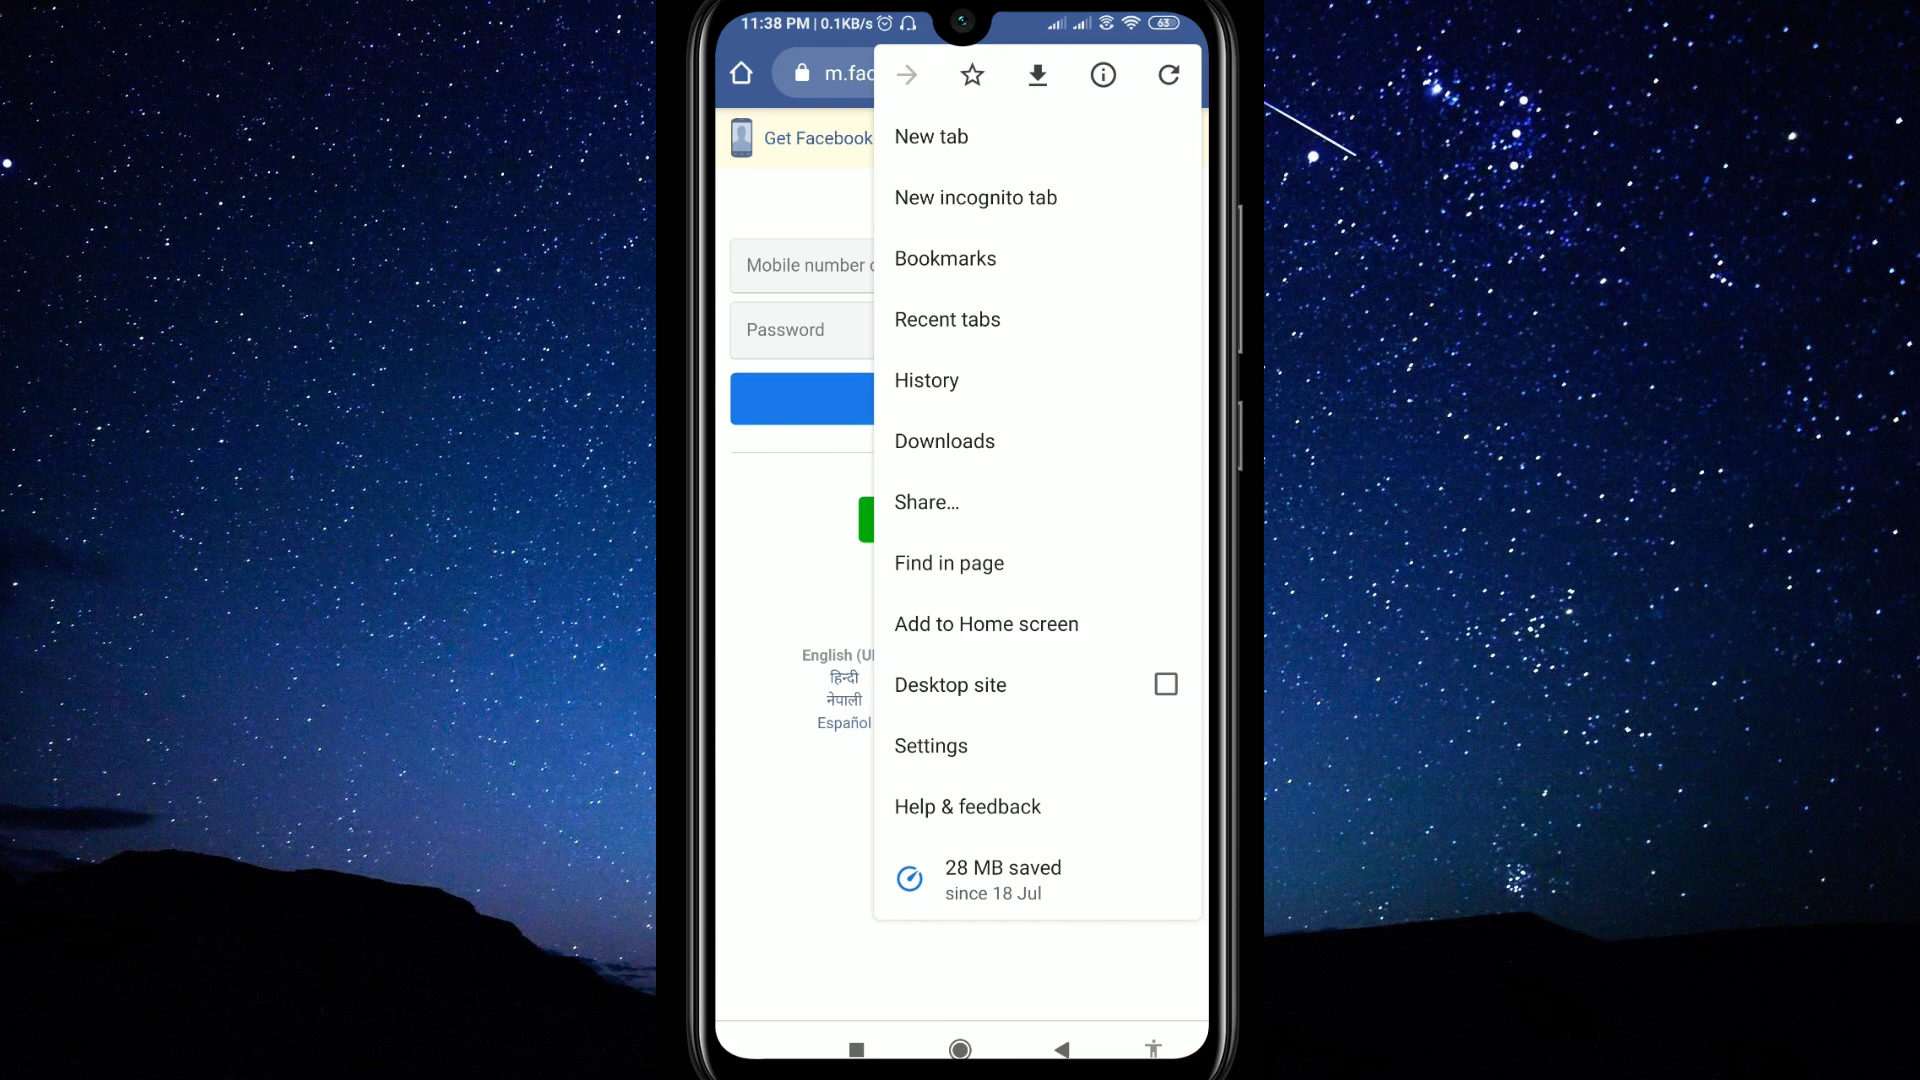 11:38 PM | 0.1KB/s
63
m.fac
Get Facebook
Mobile number
Password
English (U
हिन्दी
नेपाली
Español
New tab
New incognito tab
Bookmarks
Recent tabs
History
Downloads
Share...
Find in page
Add to Home screen
Desktop site
Settings
Help & feedback
28 MB saved
since 18 Jul